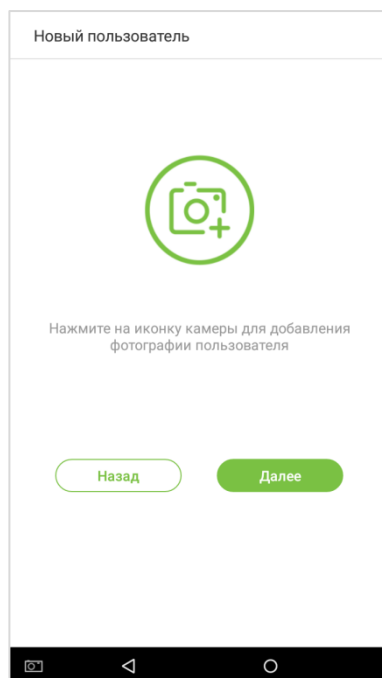 Новый пользователь
Нажмите на иконку камеры для добавления
фотографии пользователя
Назад
Далее